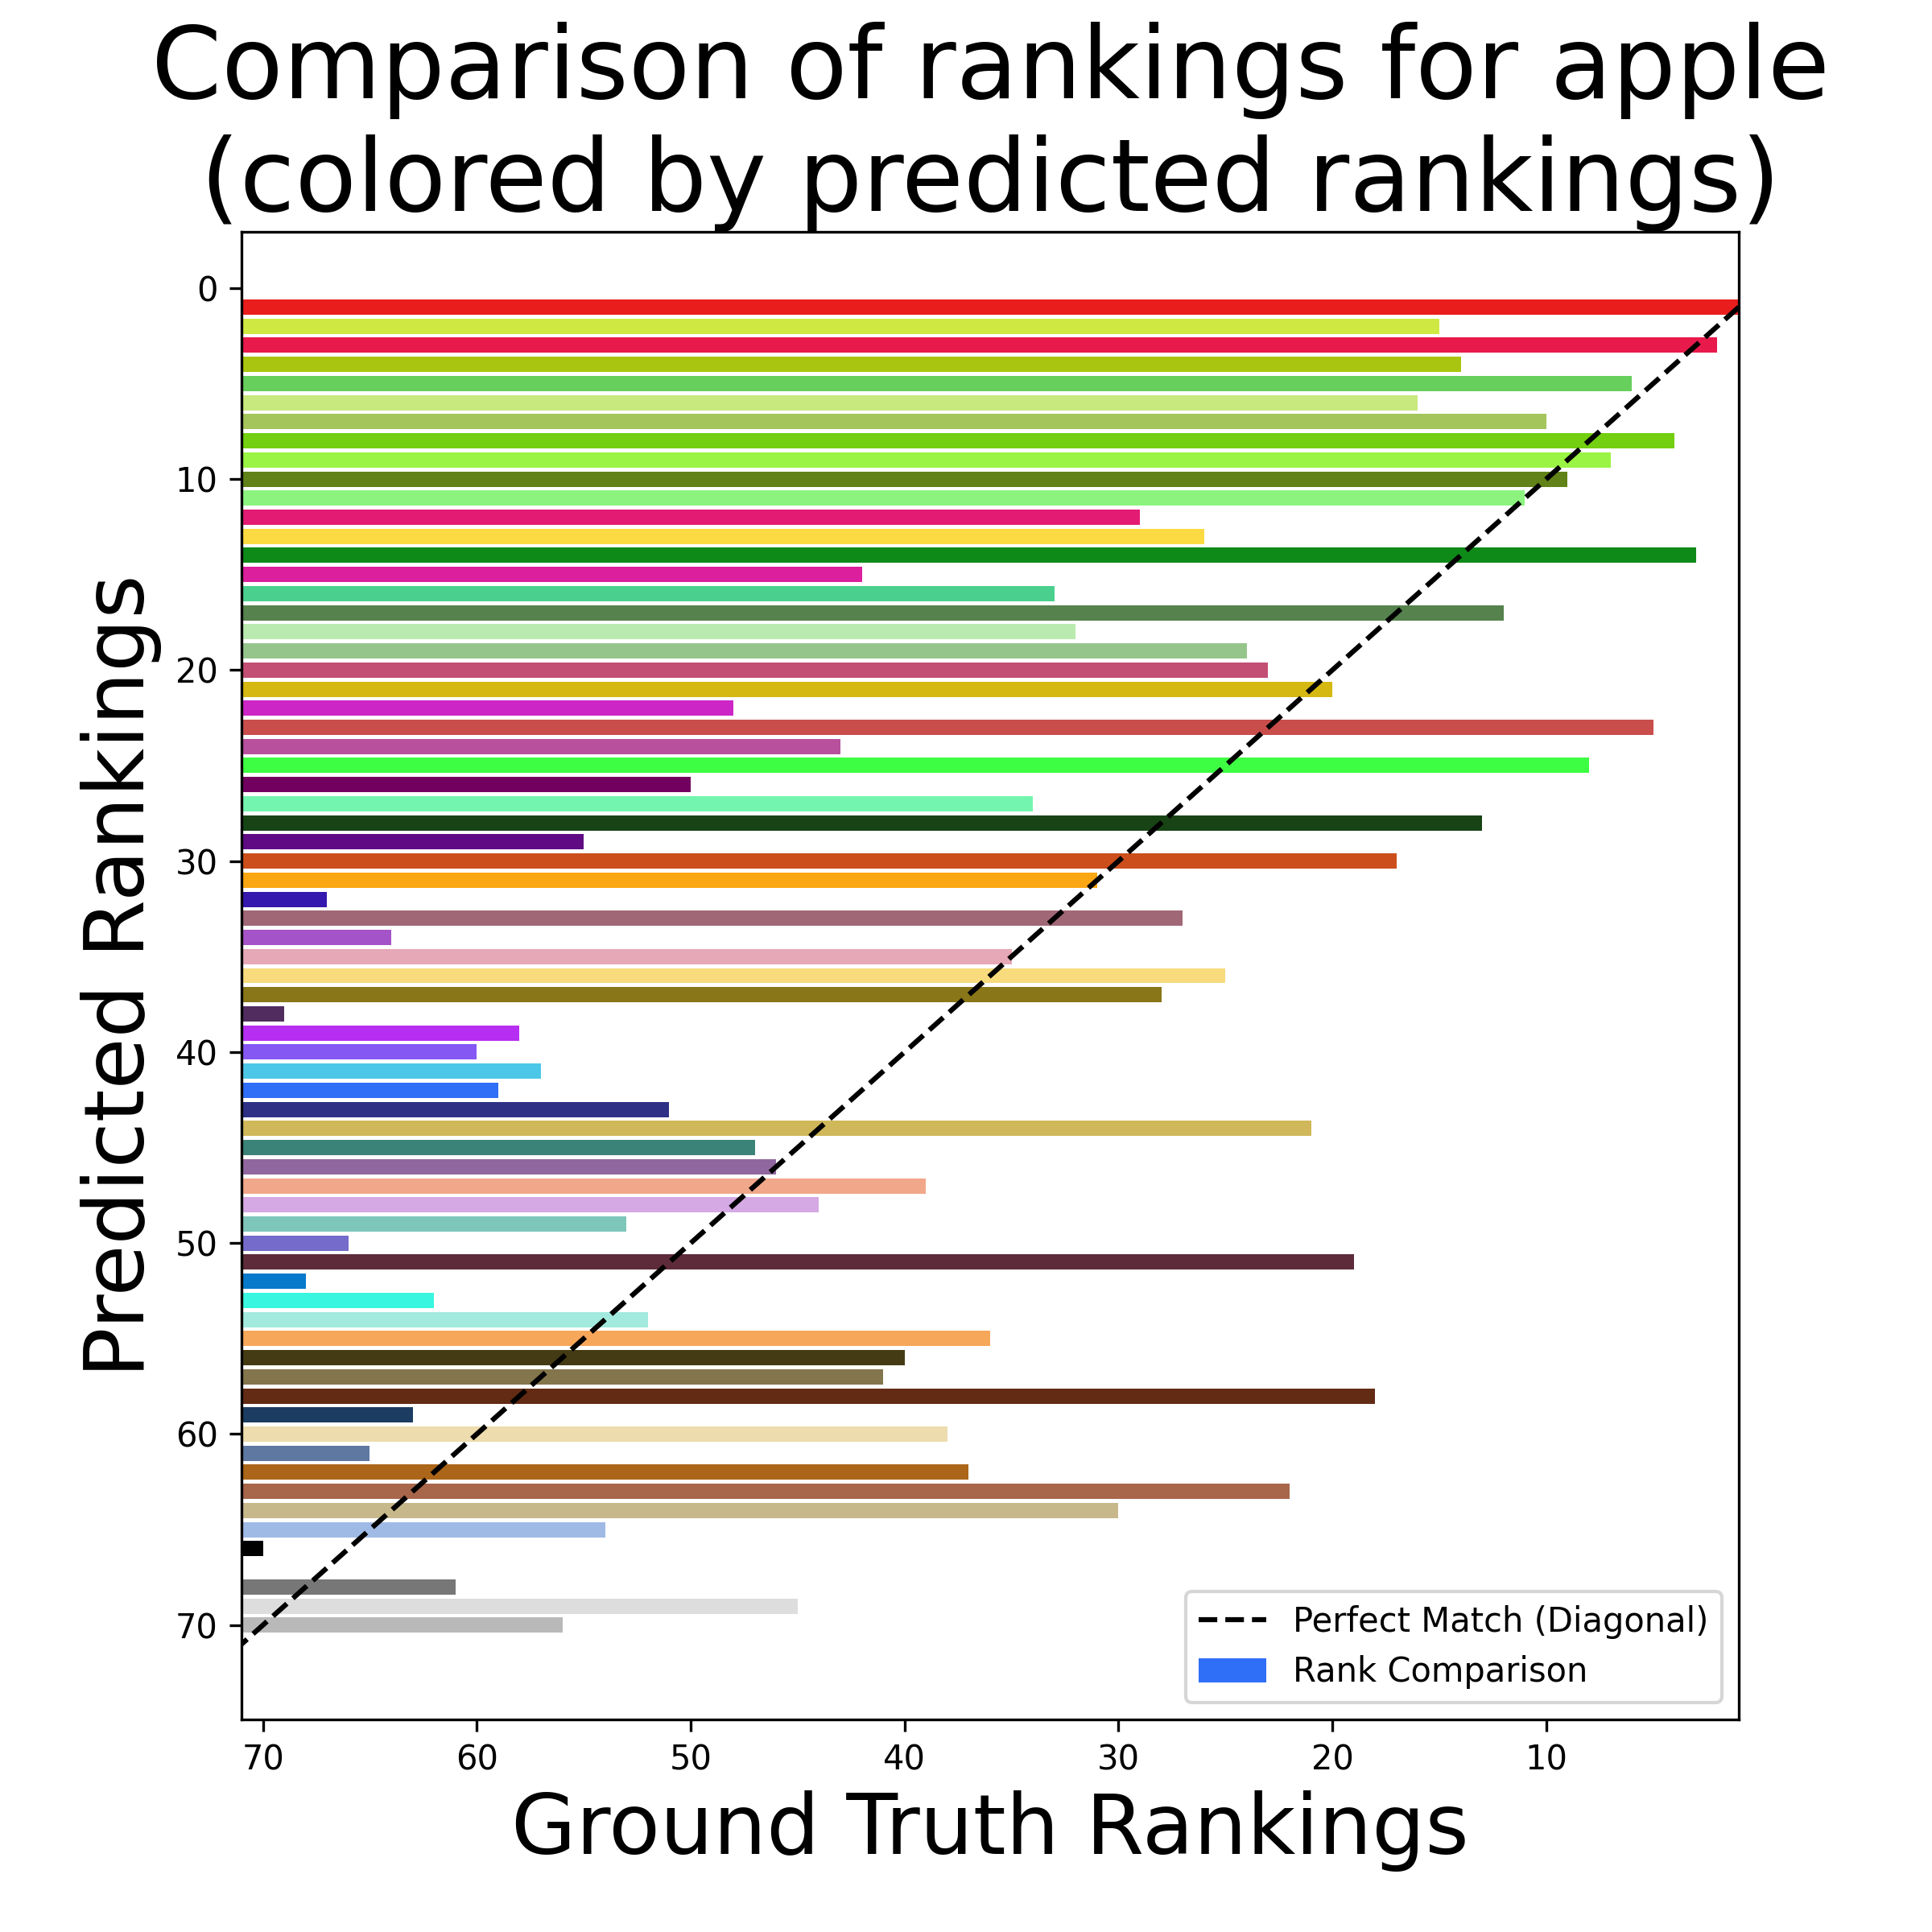 Comparison of rankings for apple
(colored by predicted rankings)
Predicted Rankings
0
10
20
30
40
50
60
70
Perfect Match (Diagonal)
Rank Comparison
70 60 50 40 30 20 10
Ground Truth Rankings